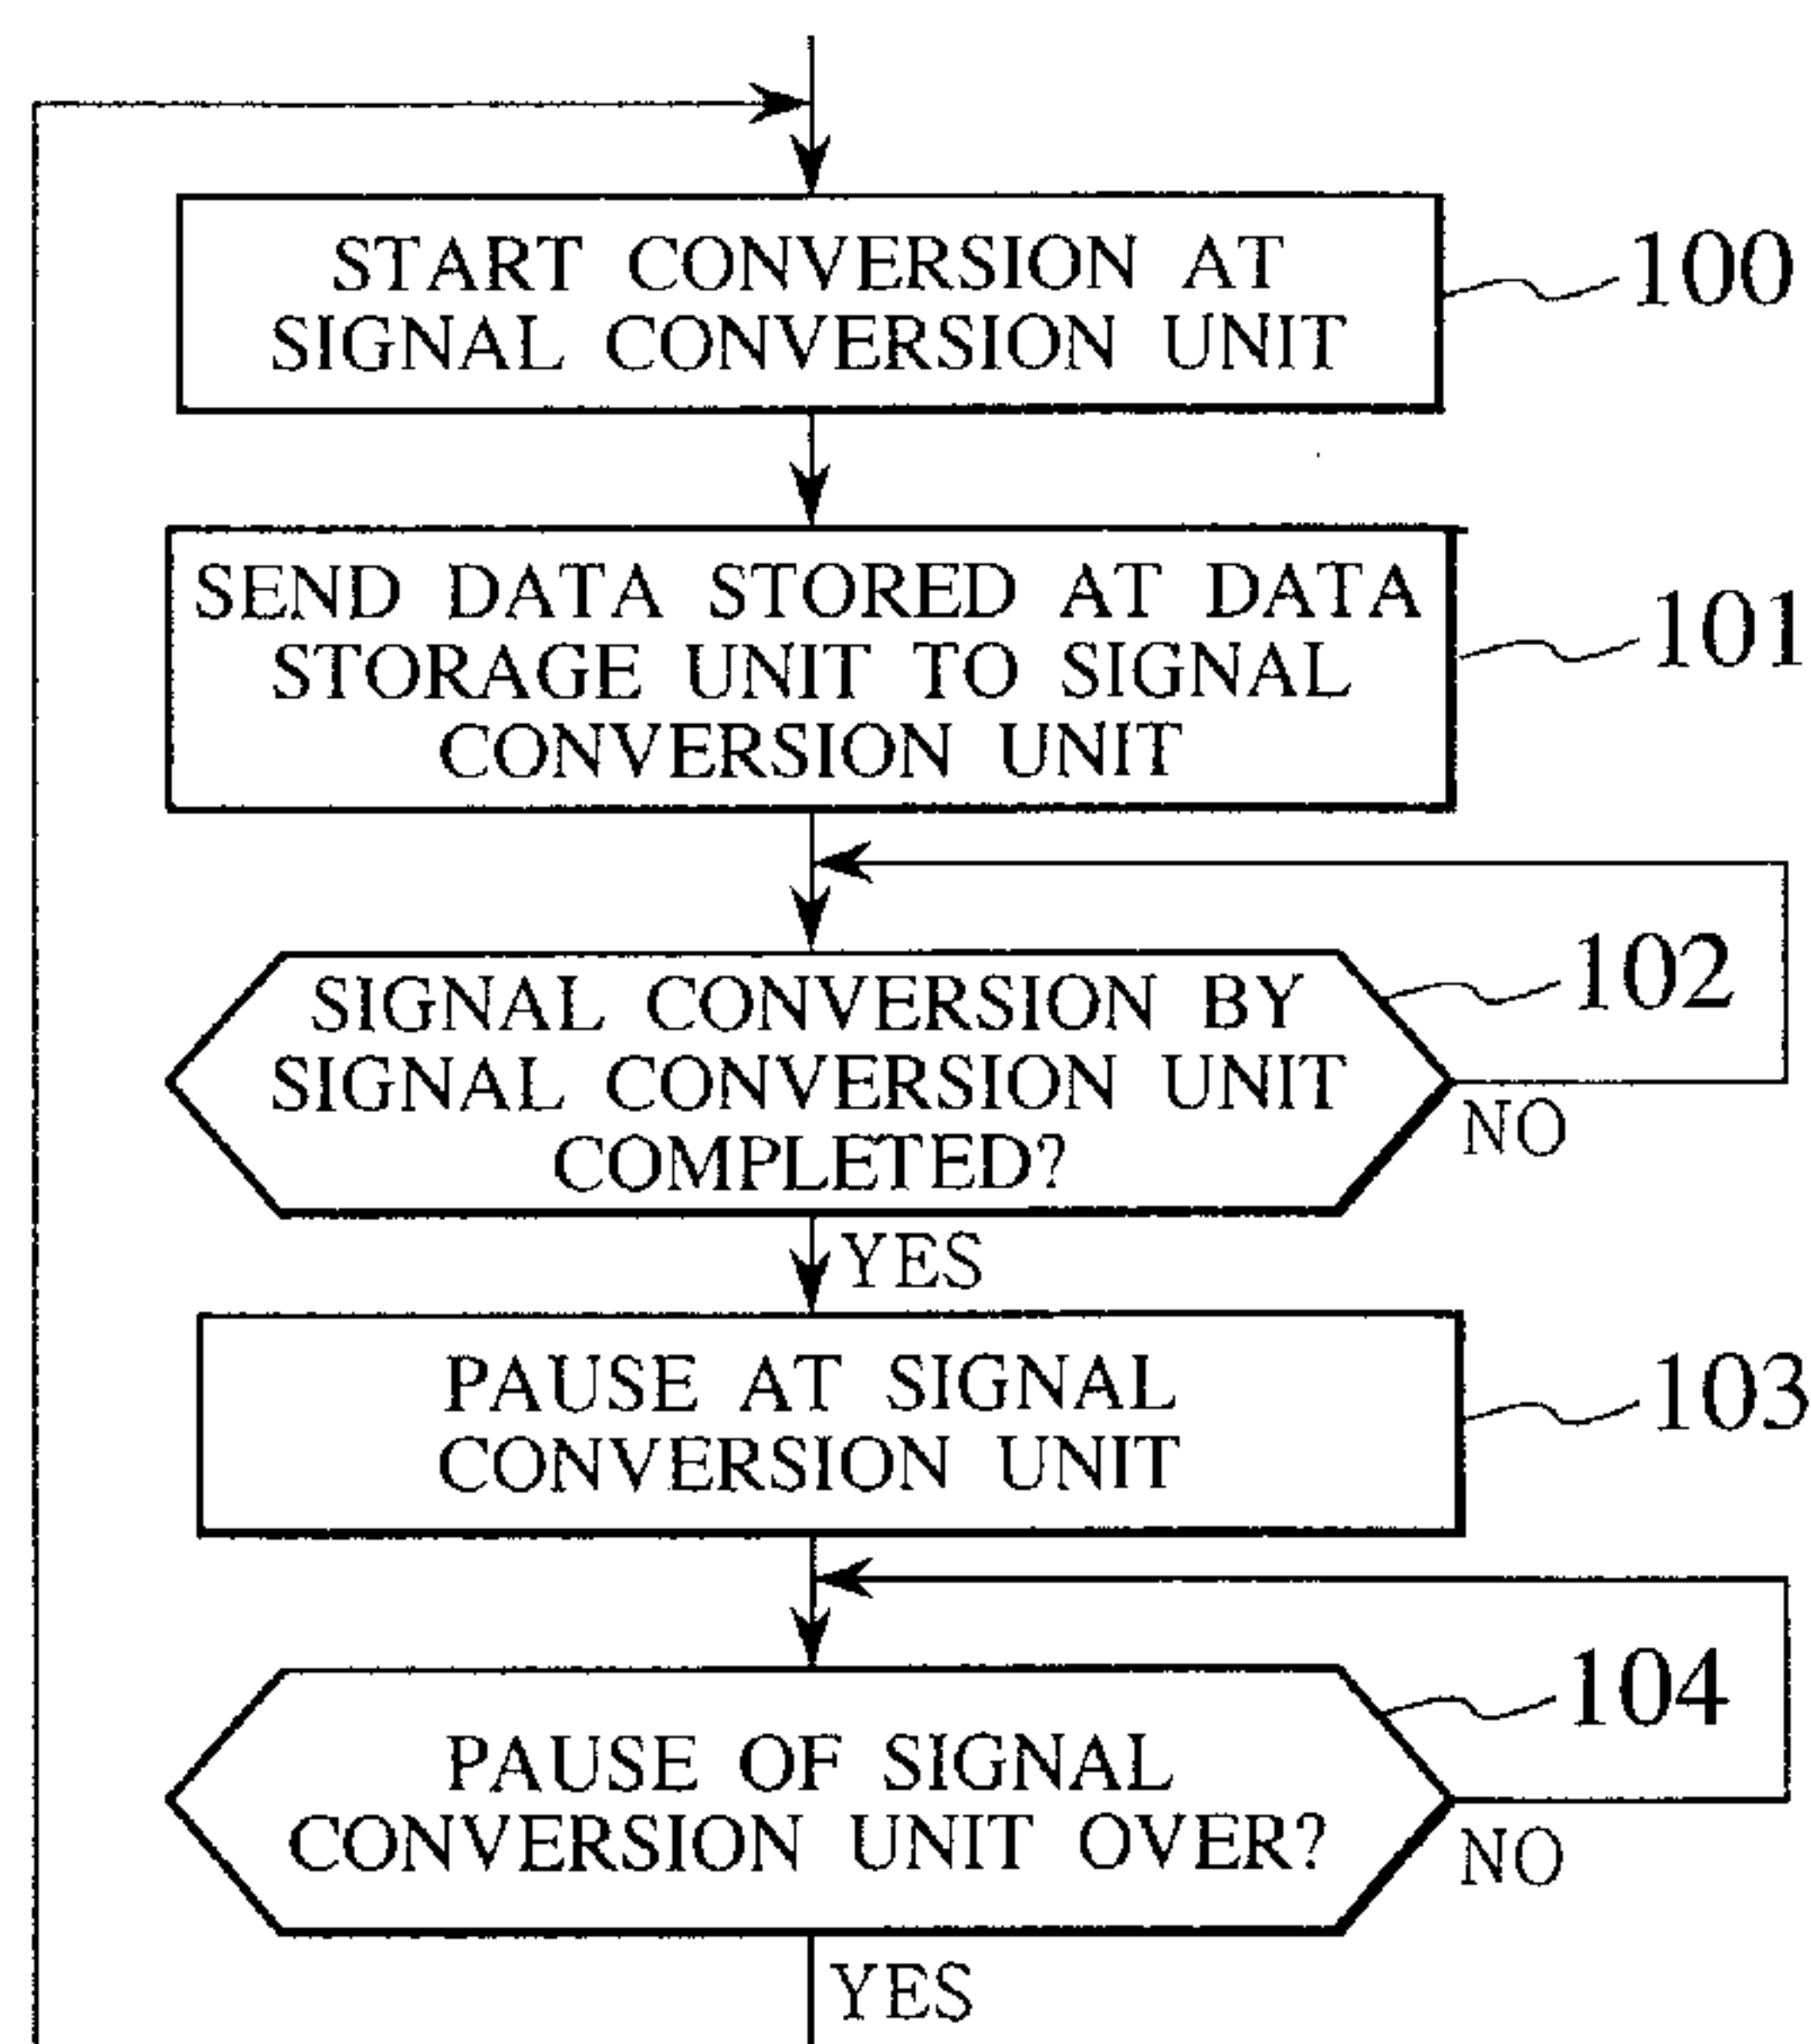 START CONVERSION AT
SIGNAL CONVERSION UNIT
100
SEND DATA STORED AT DATA
STORAGE UNIT TO SIGNAL
CONVERSION UNIT
101
SIGNAL CONVERSION BY
SIGNAL CONVERSION UNIT
COMPLETED?
102
NO
YES
PAUSE AT SIGNAL
CONVERSION UNIT
103
PAUSE OF SIGNAL
CONVERSION UNIT OVER?
104
NO
YES